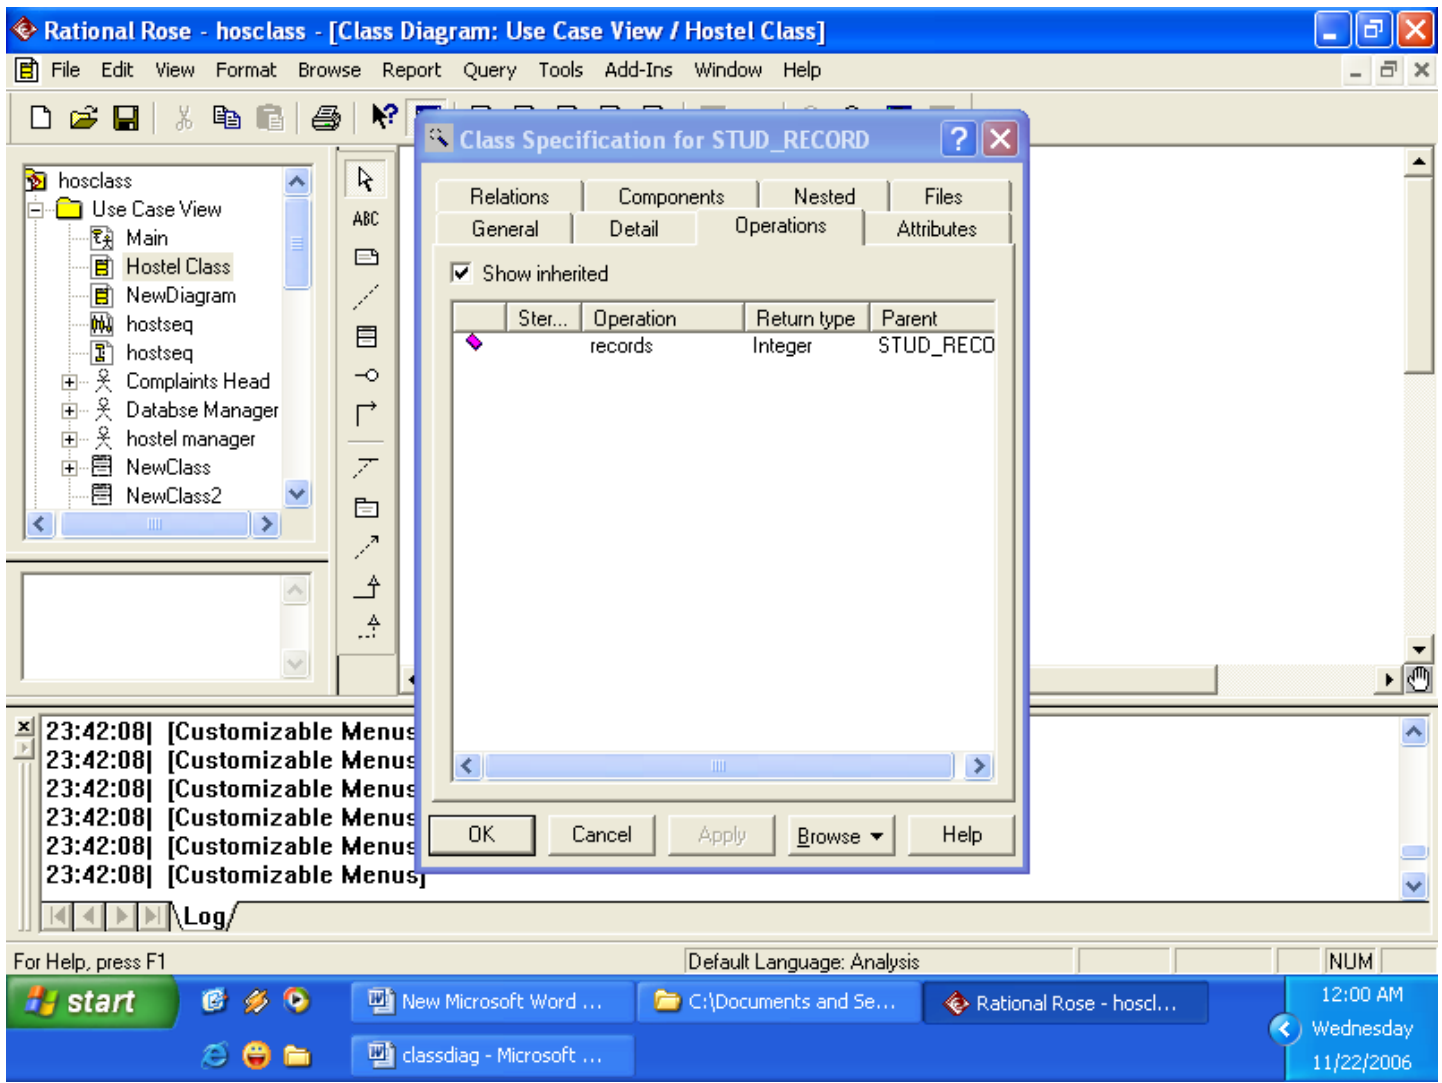 Rational Rose - hosclass - [Class Diagram: Use Case View / Hostel Class]
File Edit View Format Browse Report Query Tools Add-Ins Window Help
Class Specification for STUD_RECORD
Relations Components Nested Files
General Detail Operations Attributes
Show inherited
Ster... Operation Return type Parent
records Integer STUD_RECO
OK Cancel Apply Browse Help
hosclass
Use Case View
Main
Hostel Class
NewDiagram
hostseq
hostseq
Complaints Head
Databse Manager
hostel manager
NewClass
NewClass2
ABC
23:42:08| [Customizable Menus
23:42:08| [Customizable Menus
23:42:08| [Customizable Menus
23:42:08| [Customizable Menus
23:42:08| [Customizable Menus
23:42:08| [Customizable Menus]
Log
For Help, press F1 Default Language: Analysis NUM
start New Microsoft Word ... C:\Documents and Se... Rational Rose - hoscl... 12:00 AM
Wednesday
classdiag - Microsoft ... 11/22/2006